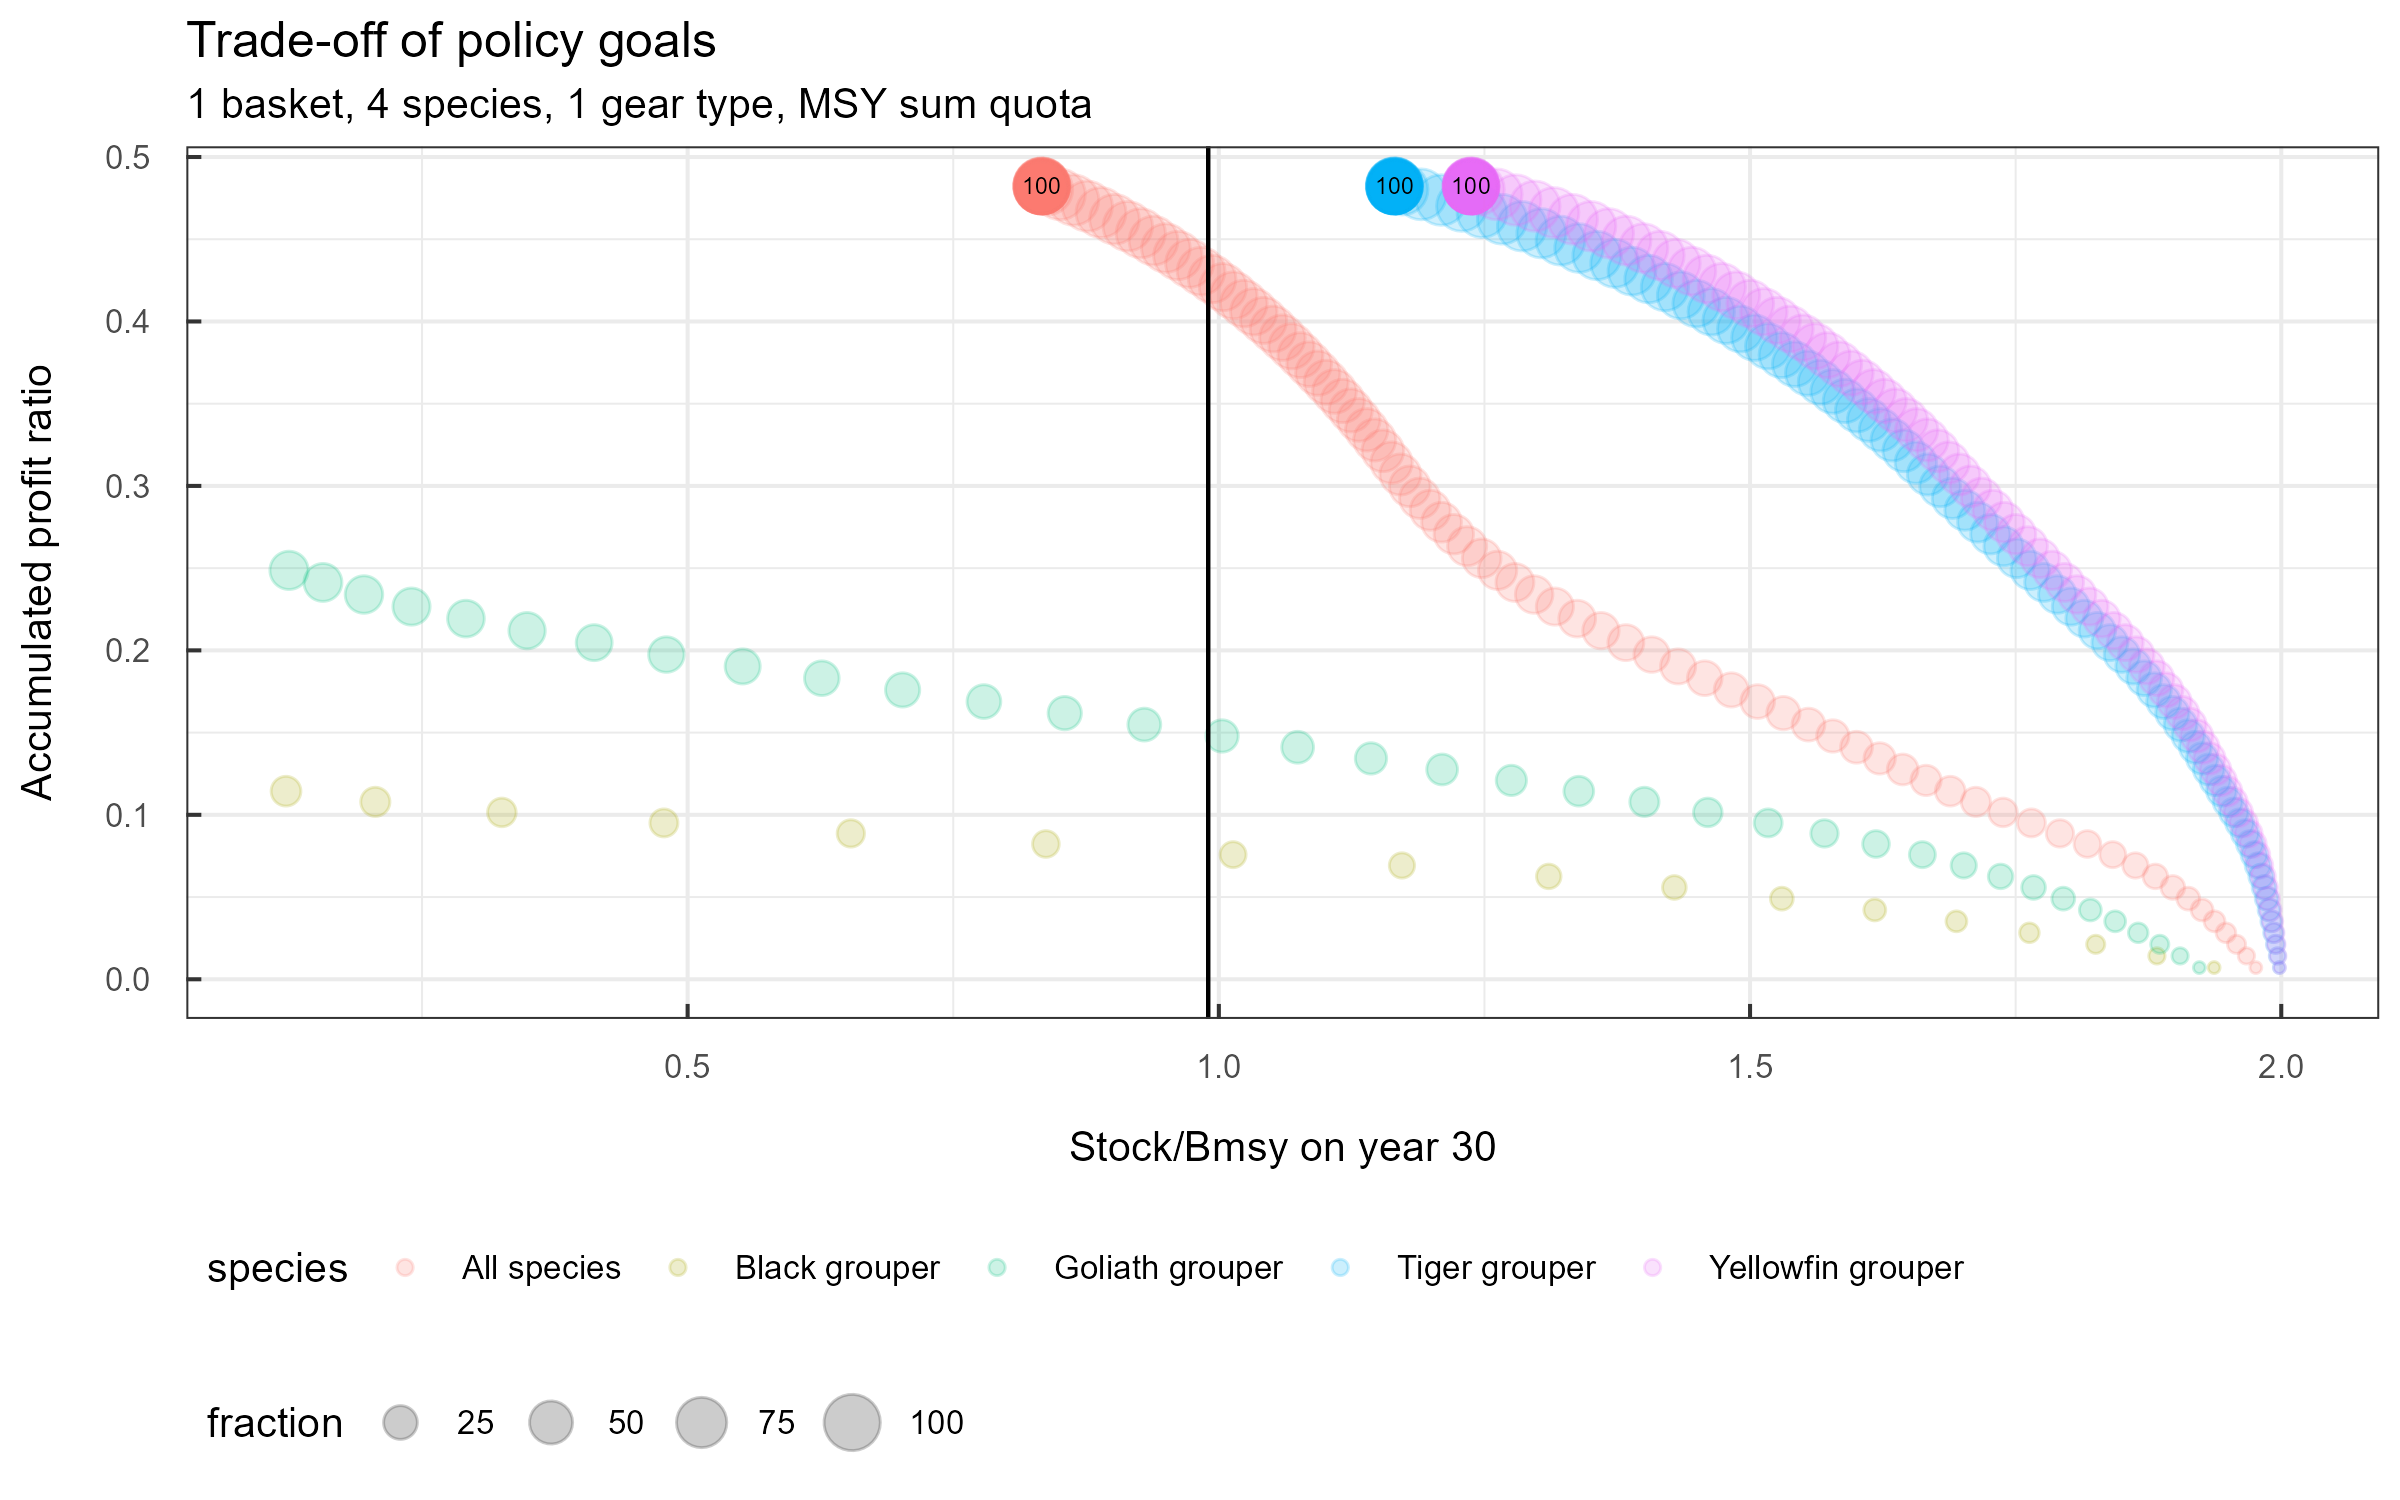 Trade-off of policy goals
1 basket, 4 species, 1 gear type, MSY sum quota
Accumulated profit ratio
0.5
0.4
0.3
0.2
0.1
0.0
100 100 100
0.5 1.0 1.5 2.0
Stock/Bmsy on year 30
species All species Black grouper Goliath grouper Tiger grouper Yellowfin grouper
fraction 25 50 75 100